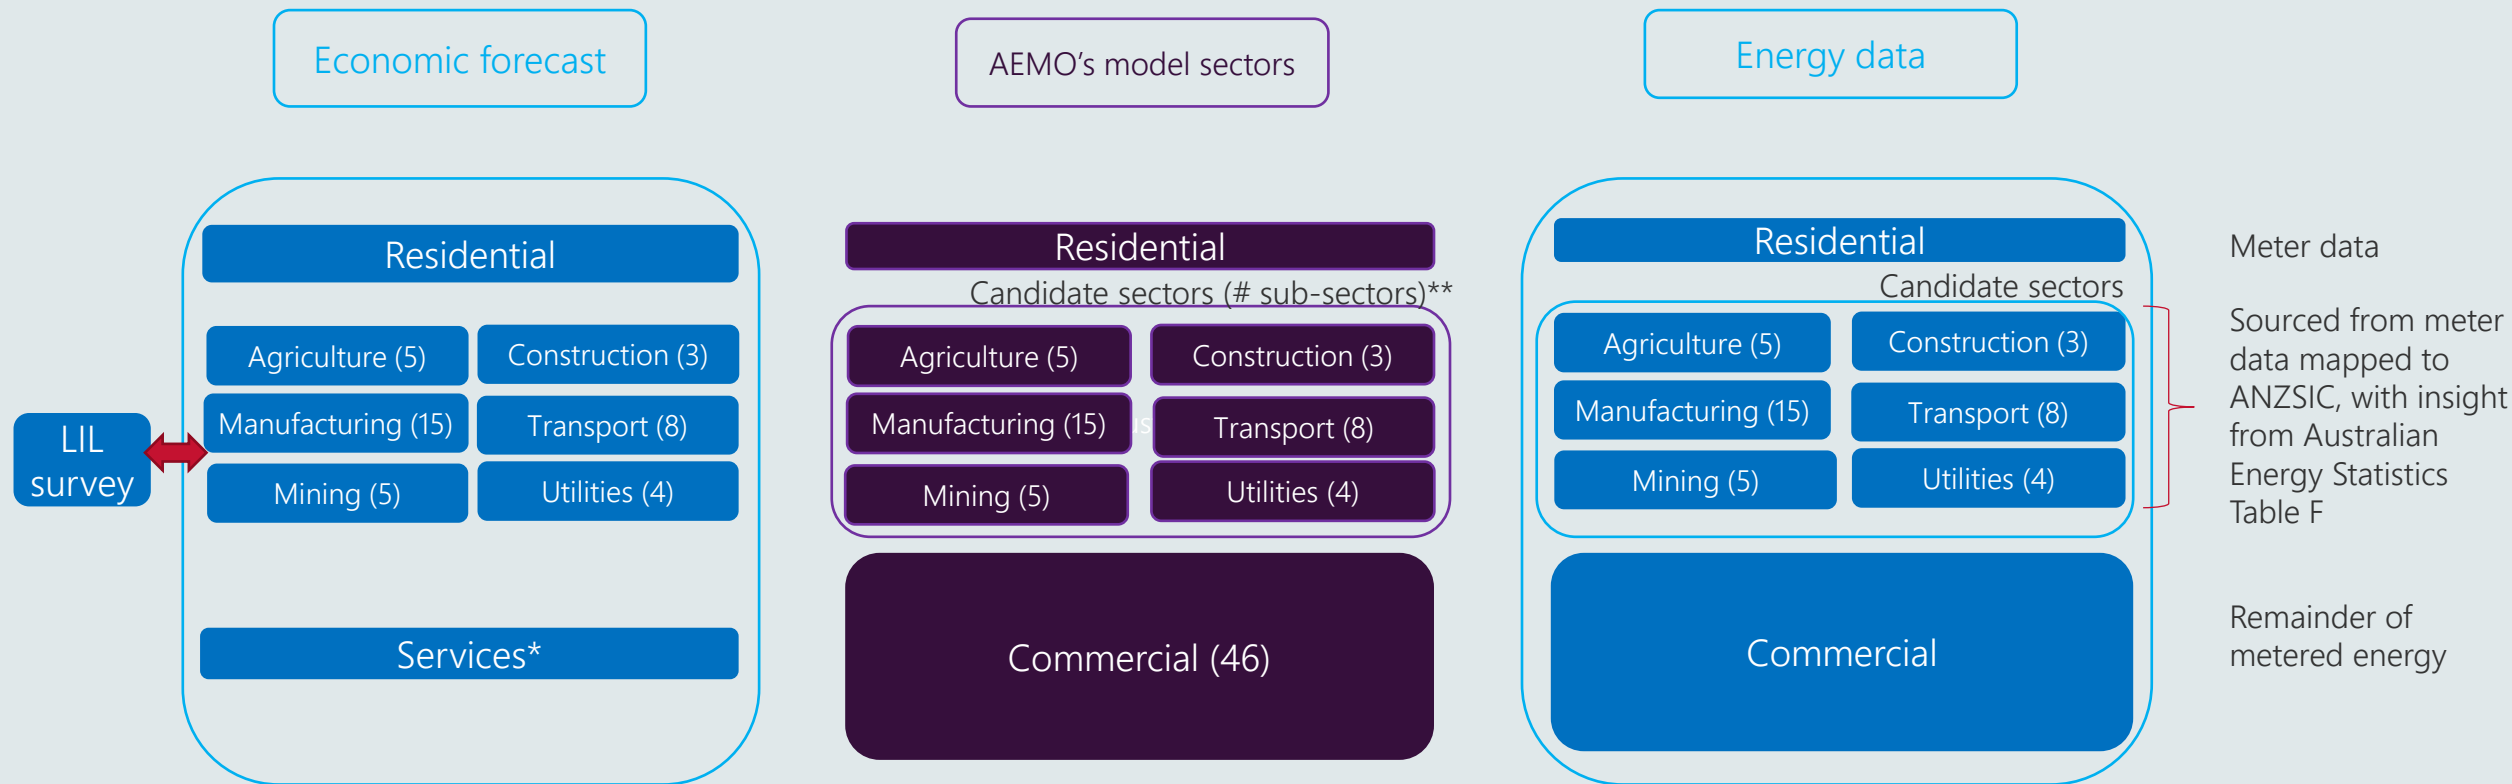 Economic forecast
AEMO's model sectors
Energy data
LIL
survey
Residential
Agriculture (5)
Construction (3)
Manufacturing (15)
Transport (8)
Mining (5)
Utilities (4)
Services*
Residential
Candidate sectors (# sub-sectors)**
Agriculture (5)
Construction (3)
Manufacturing (15)
Transport (8)
Mining (5)
Utilities (4)
Commercial (46)
Residential
Candidate sectors
Agriculture (5)
Construction (3)
Manufacturing (15)
Transport (8)
Mining (5)
Utilities (4)
Commercial
Meter data
Sourced from meter
data mapped to
ANZSIC, with insight
from Australian
Energy Statistics
Table F
Remainder of
metered energy